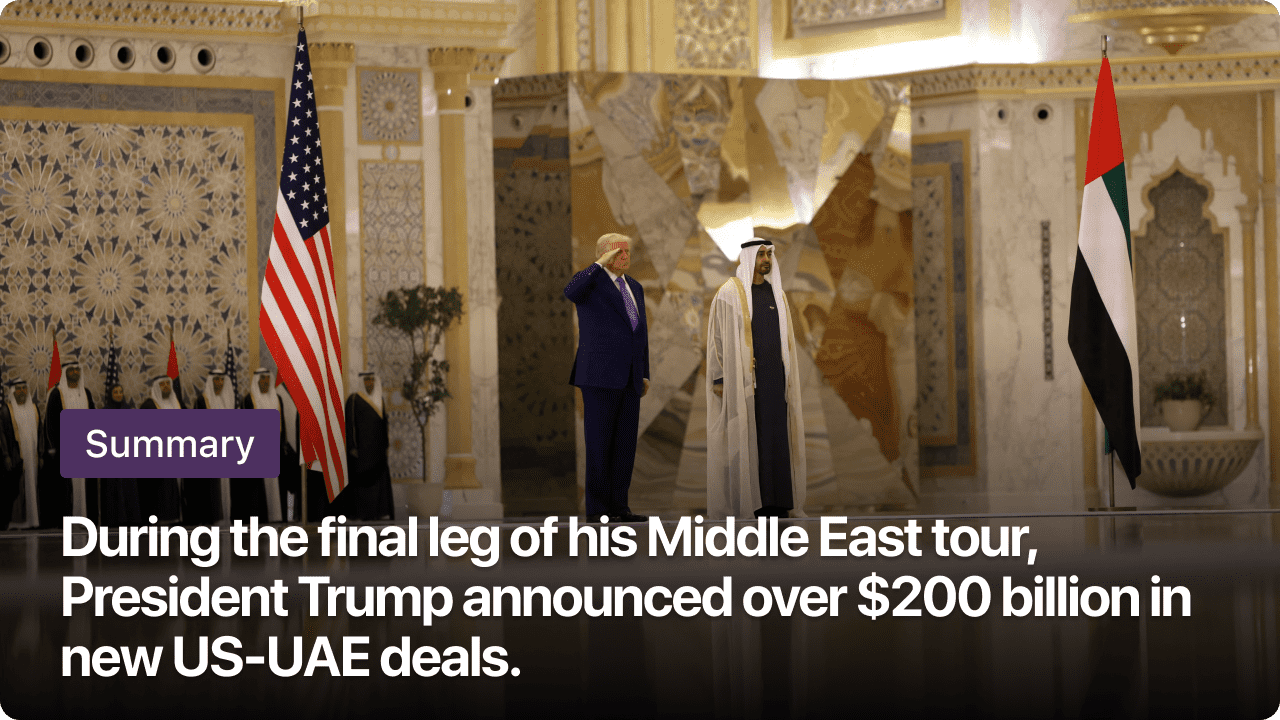 Summary
During the final leg of his Middle East tour,
President Trump announced over $200 billion in
new US-UAE deals.